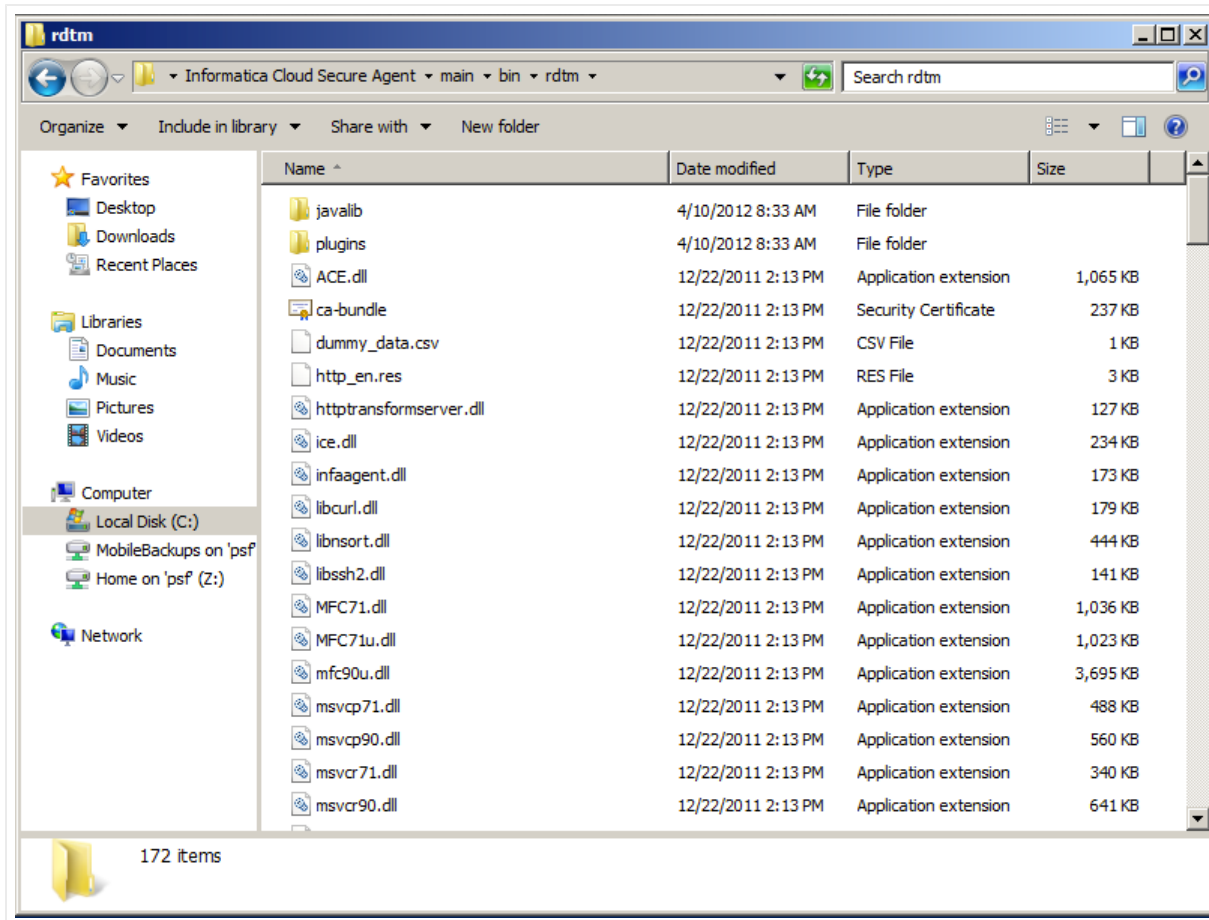 rdtm
Informatica Cloud Secure Agent main bin rdtm Search rdtm
Organize Include in library Share with New folder
Favorites
Desktop
Downloads
Recent Places
Libraries
Documents
Music
Pictures
Videos
Computer
Local Disk (C:)
MobileBackups on 'psf'
Home on 'psf' (Z:)
Network
Name Date modified Type Size
javalib 4/10/2012 8:33 AM File folder
plugins 4/10/2012 8:33 AM File folder
ACE.dll 12/22/2011 2:13 PM Application extension 1,065 KB
ca-bundle 12/22/2011 2:13 PM Security Certificate 237 KB
dummy_data.csv 12/22/2011 2:13 PM CSV File 1 KB
http_en.res 12/22/2011 2:13 PM RES File 3 KB
httptransformserver.dll 12/22/2011 2:13 PM Application extension 127 KB
ice.dll 12/22/2011 2:13 PM Application extension 234 KB
infaagent.dll 12/22/2011 2:13 PM Application extension 173 KB
libcurl.dll 12/22/2011 2:13 PM Application extension 179 KB
libnsort.dll 12/22/2011 2:13 PM Application extension 444 KB
libssh2.dll 12/22/2011 2:13 PM Application extension 141 KB
MFC71.dll 12/22/2011 2:13 PM Application extension 1,036 KB
MFC71u.dll 12/22/2011 2:13 PM Application extension 1,023 KB
mfc90u.dll 12/22/2011 2:13 PM Application extension 3,695 KB
msvcp71.dll 12/22/2011 2:13 PM Application extension 488 KB
msvcp90.dll 12/22/2011 2:13 PM Application extension 560 KB
msvcr71.dll 12/22/2011 2:13 PM Application extension 340 KB
msvcr90.dll 12/22/2011 2:13 PM Application extension 641 KB
172 items